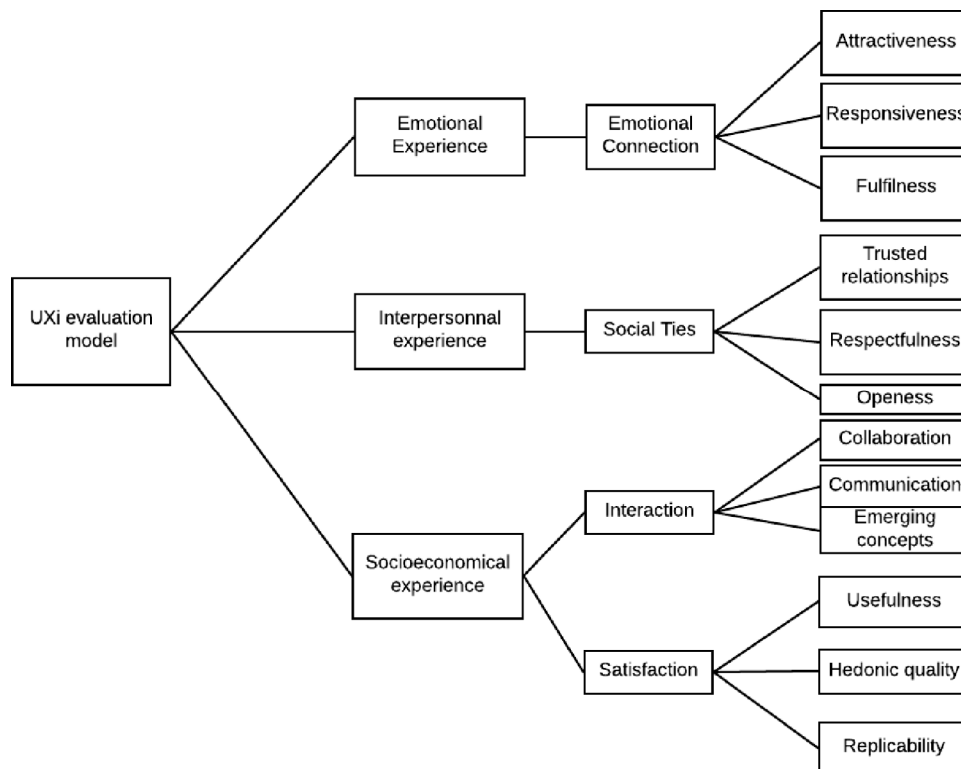 Attractiveness
Emotional
Experience
Emotional
Connection
Responsiveness
Fulfilness
Trusted
relationships
UXi evaluation
model
Interpersonnal
experience
Social Ties
Respectfulness
Openess
Collaboration
Interaction
Communication
Emerging
concepts
Socioeconomical
experience
Usefulness
Satisfaction
Hedonic quality
Replicability